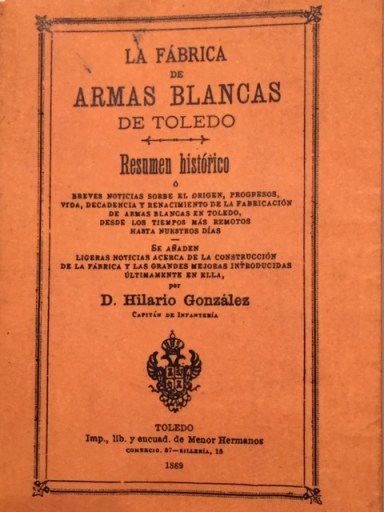 LA FÁBRICA
DE
ARMAS BLANCAS
DE TOLEDO
Resumen histórico
Ó
BREVES NOTICIAS SOBRE EL ORIGEN, PROGRESOS,
VIDA, DECADENCIA Y RENACIMIENTO DE LA FABRICACIÓN
DE ARMAS BLANCAS EN TOLEDO,
DESDE LOS TIEMPOS MÁS REMOTOS
HASTA NUESTROS DÍAS
SE AÑADEN
LIGERAS NOTICIAS ACERCA DE LA CONSTRUCCIÓN
DE LA FÁBRICA Y LAS GRANDES MEJORAS INTRODUCIDAS
ÚLTIMAMENTE EN ELLA,
por
D. Hilario González
CAPITÁN DE INFANTERÍA
TOLEDO
Imp., lib. y encuad. de Menor Hermanos
COMERCIO, 57—SILLERÍA, 15
1889